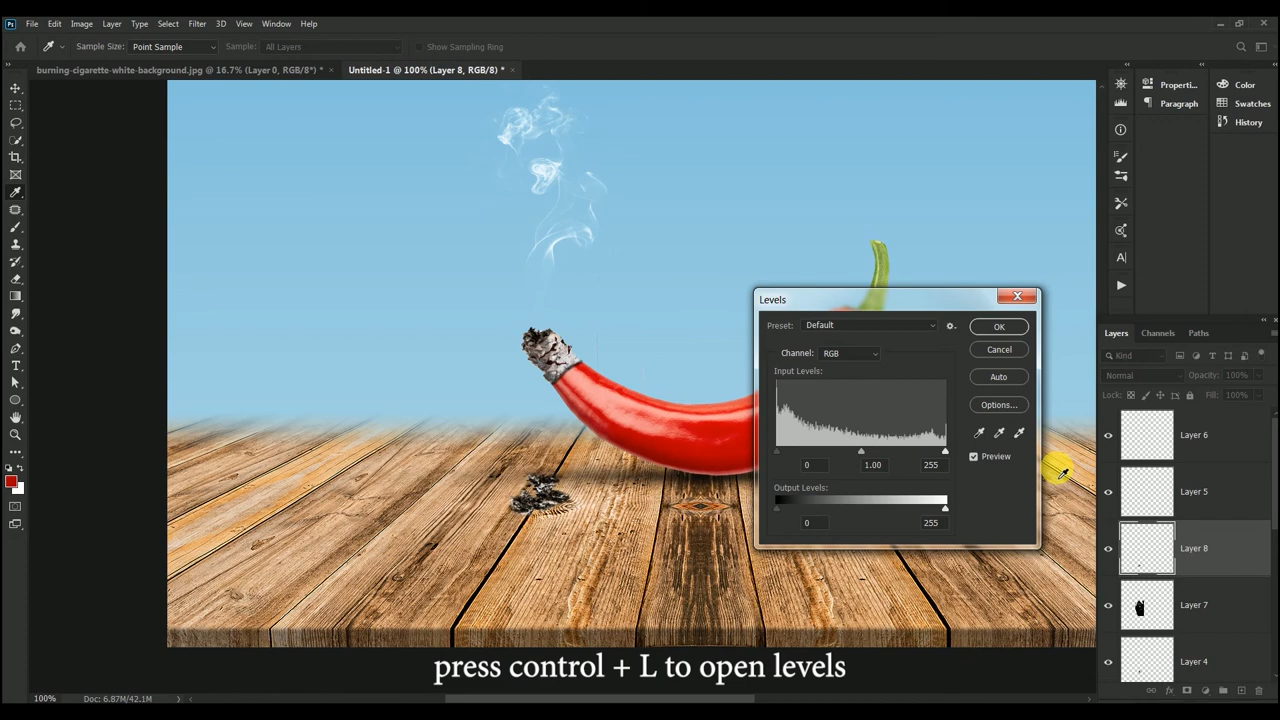 Ps File Edit Image Layer Type Select Filter 3D View Window Help
Sample Size: Point Sample Sample: All Layers Show Sampling Ring
burning-cigarette-white-background.jpg @ 16.7% (Layer 0, RGB/8*) * × Untitled-1 @ 100% (Layer 8, RGB/8) * ×
Properti...
Paragraph
Color
Swatches
History
Levels
Preset: Default
OK
Channel: RGB
Cancel
Input Levels:
Auto
Options...
Preview
0 1.00 255
Output Levels:
0 255
Layers Channels Paths
Kind
Normal Opacity: 100%
Lock: Fill: 100%
Layer 6
Layer 5
Layer 8
Layer 7
Layer 4
press control + L to open levels
100% Doc: 6.87M/42.1M